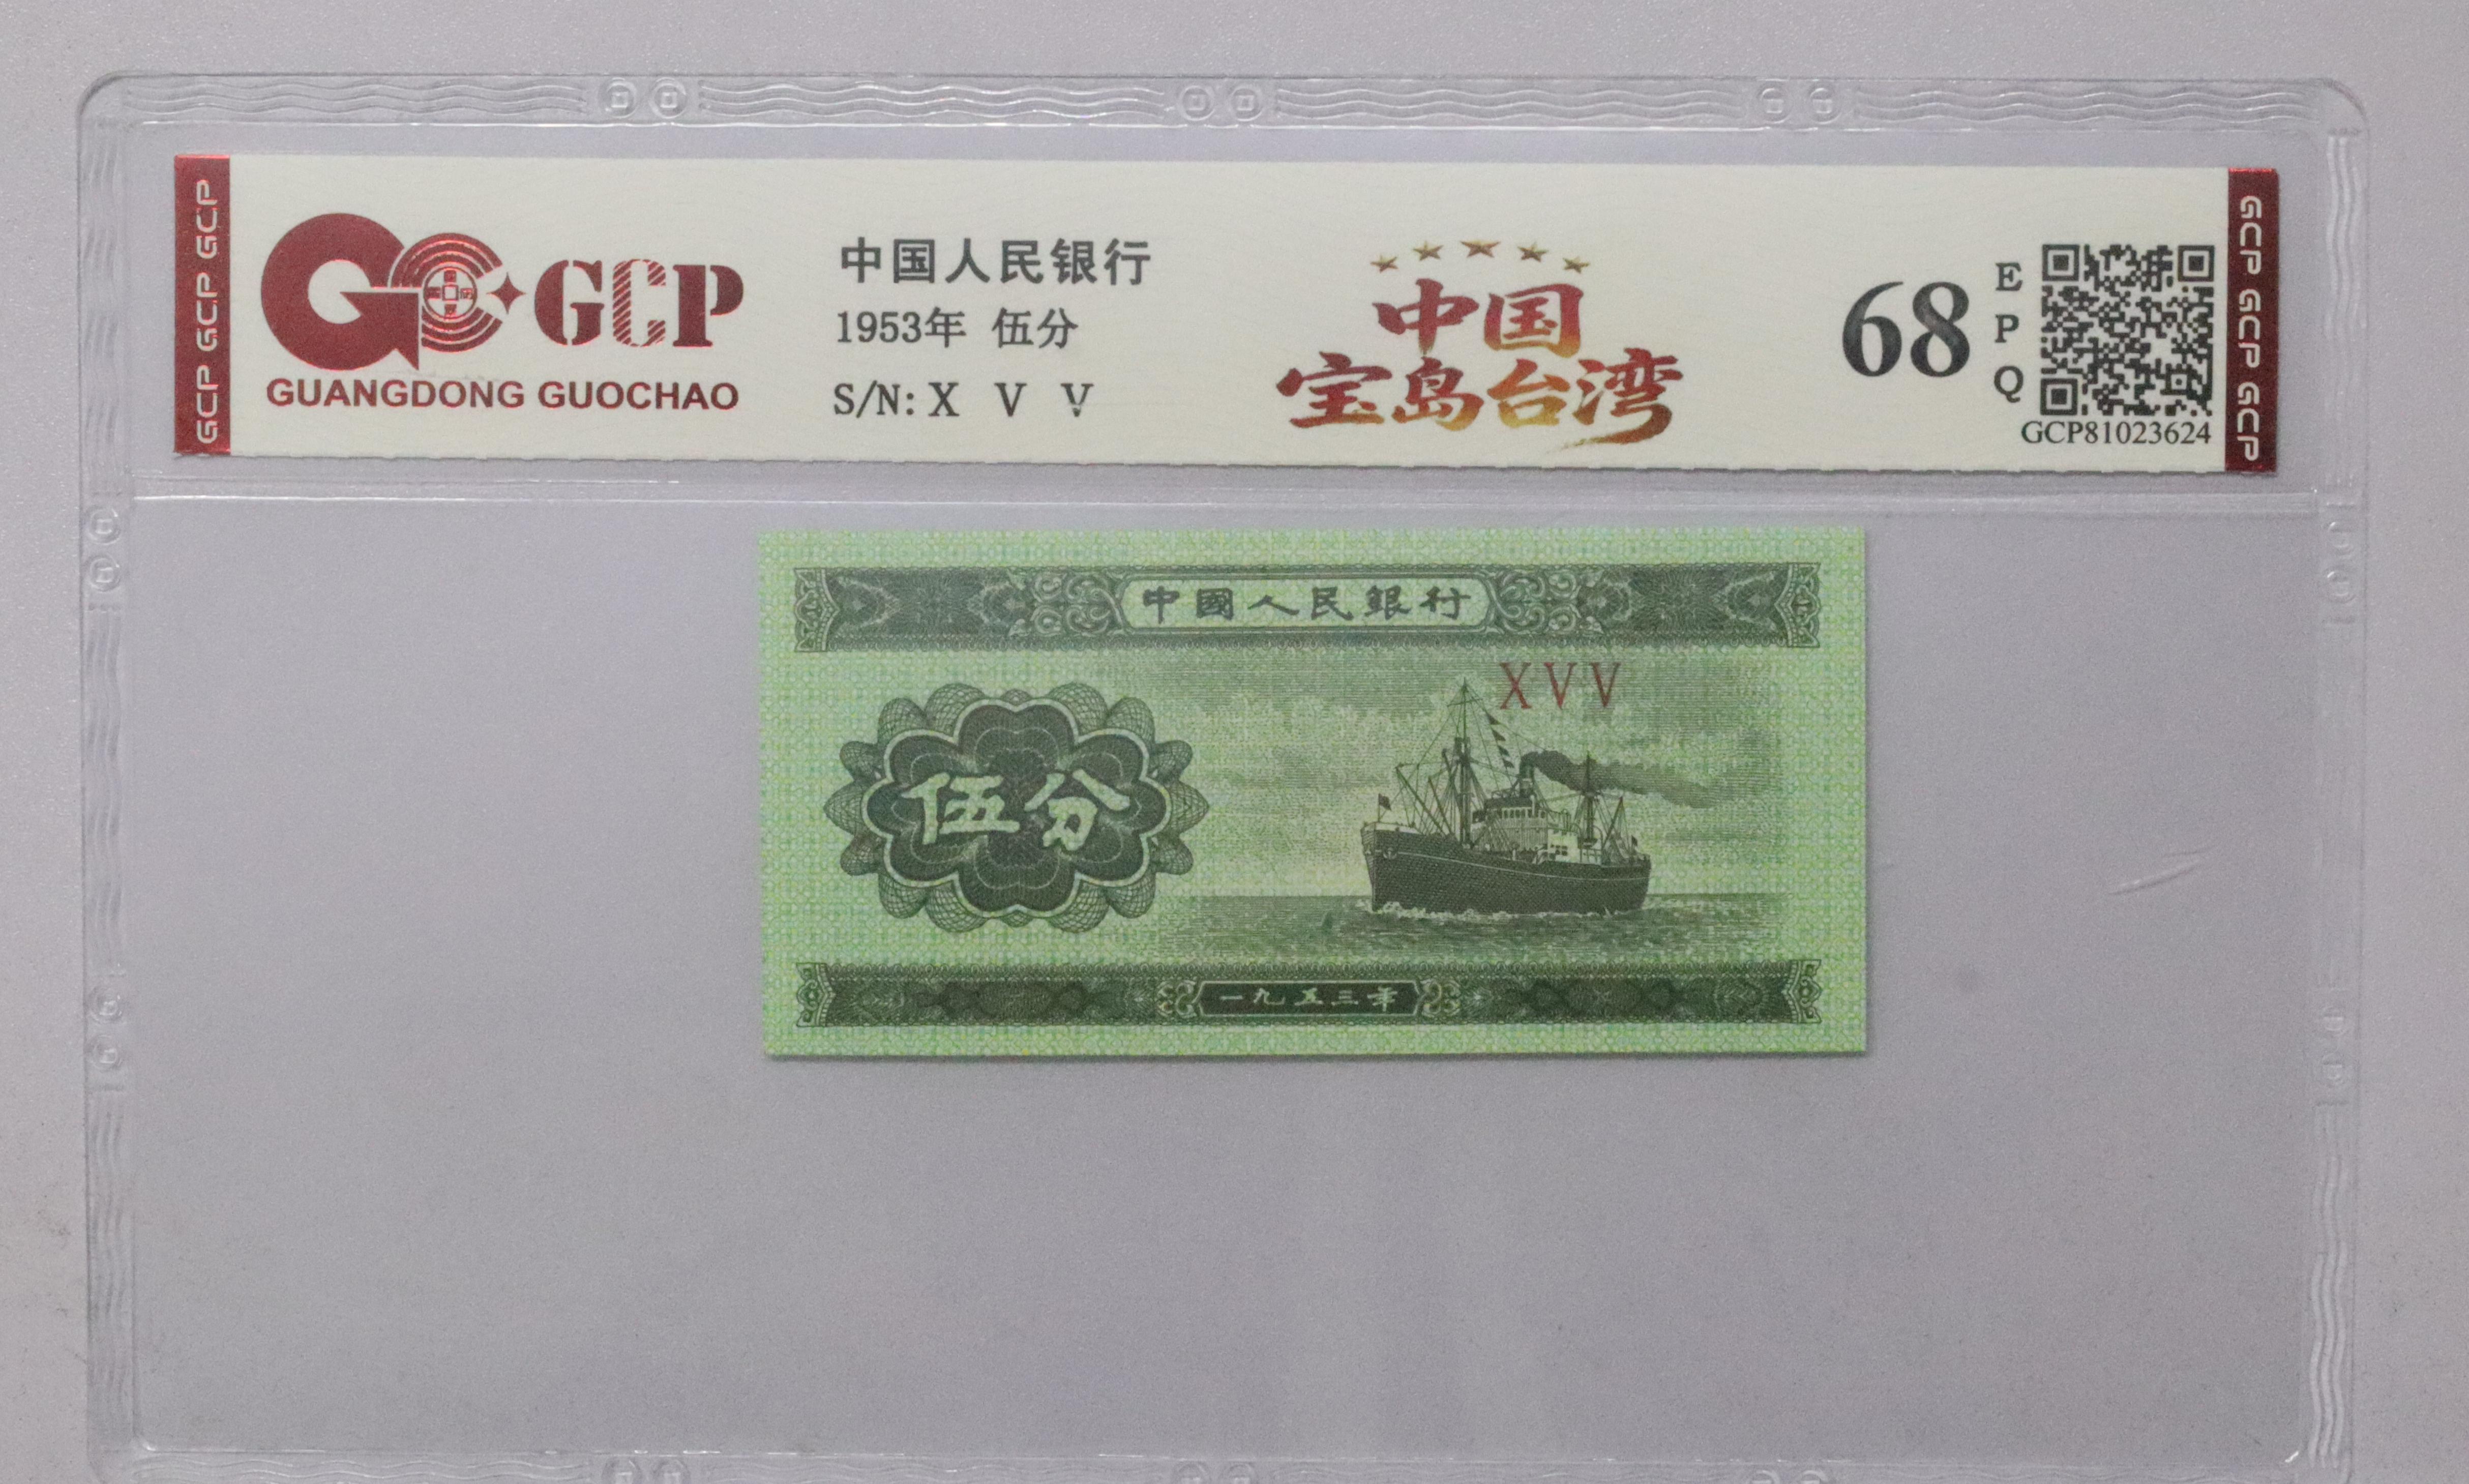 GCP GCP GCP
GCP
GUANGDONG GUOCHAO
中国人民银行
1953年 伍分
S/N: X V V
中国
宝岛台湾
68
EPQ
GCP81023624
GCP GCP GCP
中國人民銀行
XVV
伍分
一九五三年